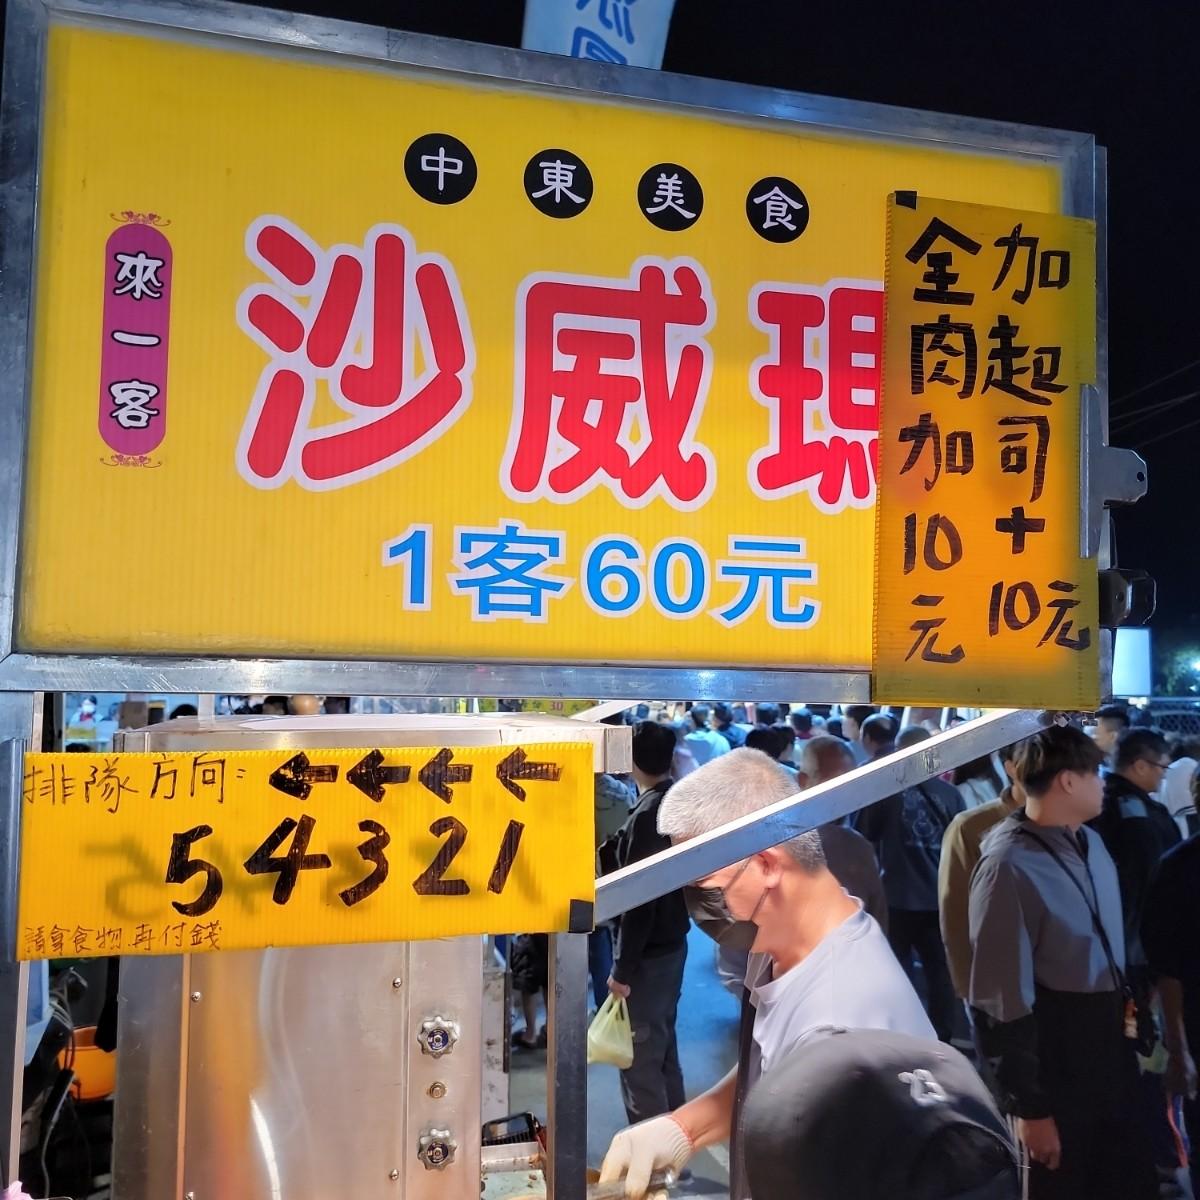 中東美食
來一客
沙威瑪
1客60元
加起司+10元
全肉加10元
排隊方向:
54321
請拿食物再付錢
30
23